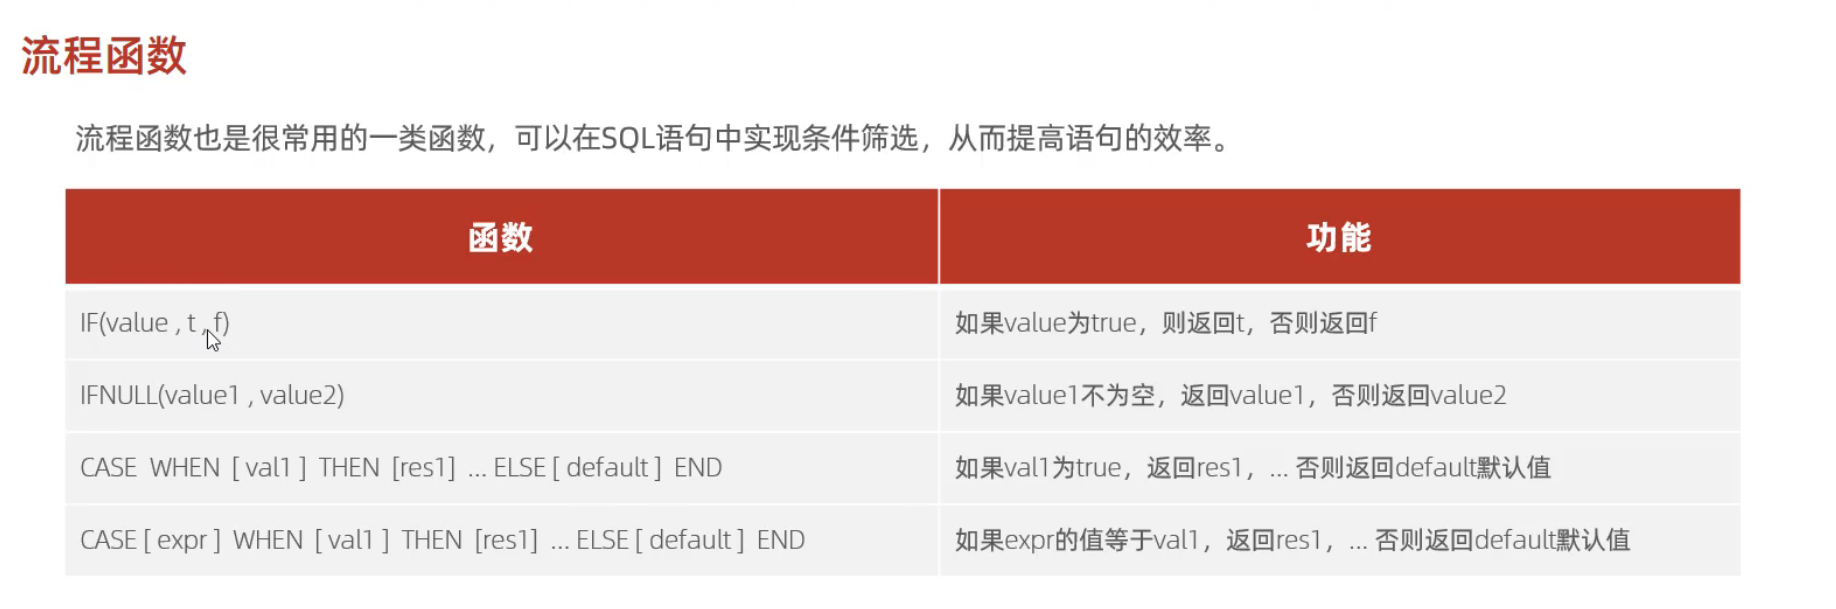 流程函数
流程函数也是很常用的一类函数，可以在SQL语句中实现条件筛选，从而提高语句的效率。
函数 功能
IF(value , t , f) 如果value为true，则返回t，否则返回f
IFNULL(value1 , value2) 如果value1不为空，返回value1，否则返回value2
CASE WHEN [ val1 ] THEN [res1] ... ELSE [ default ] END 如果val1为true，返回res1，... 否则返回default默认值
CASE [ expr ] WHEN [ val1 ] THEN [res1] ... ELSE [ default ] END 如果expr的值等于val1，返回res1，... 否则返回default默认值